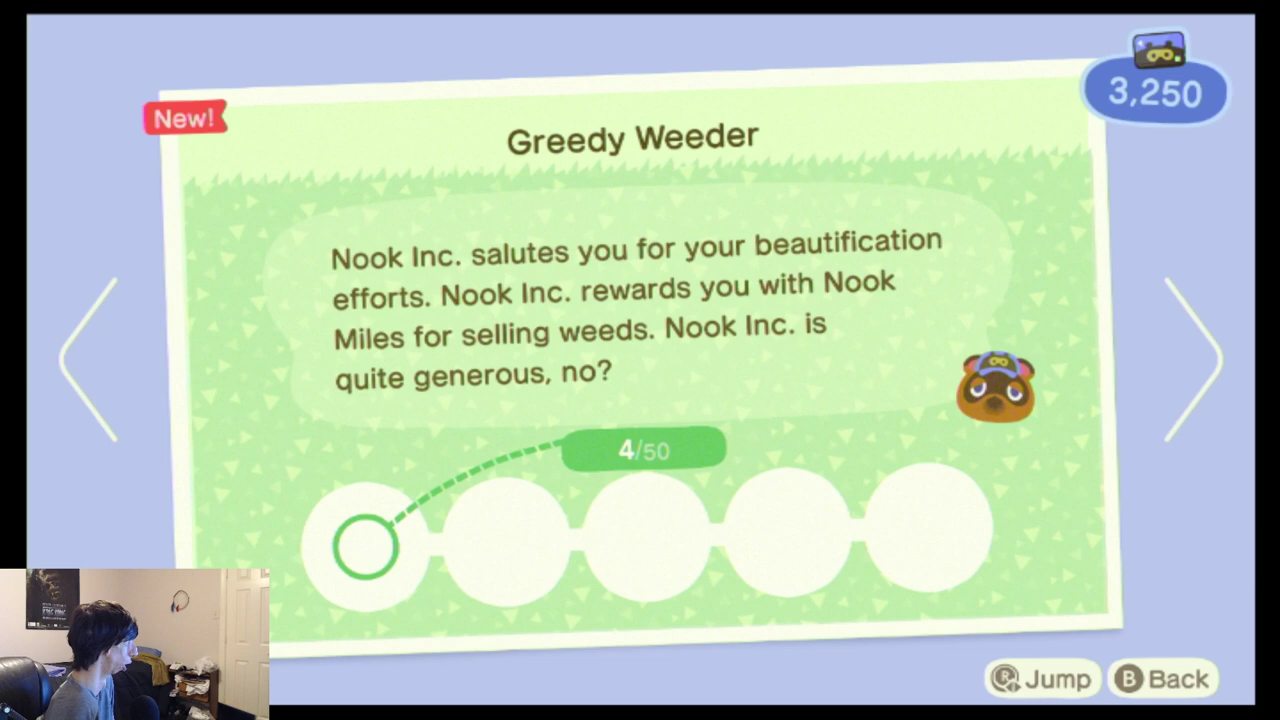 3,250
New!
Greedy Weeder
Nook Inc. salutes you for your beautification
efforts. Nook Inc. rewards you with Nook
Miles for selling weeds. Nook Inc. is
quite generous, no?
4/50
R Jump
B Back